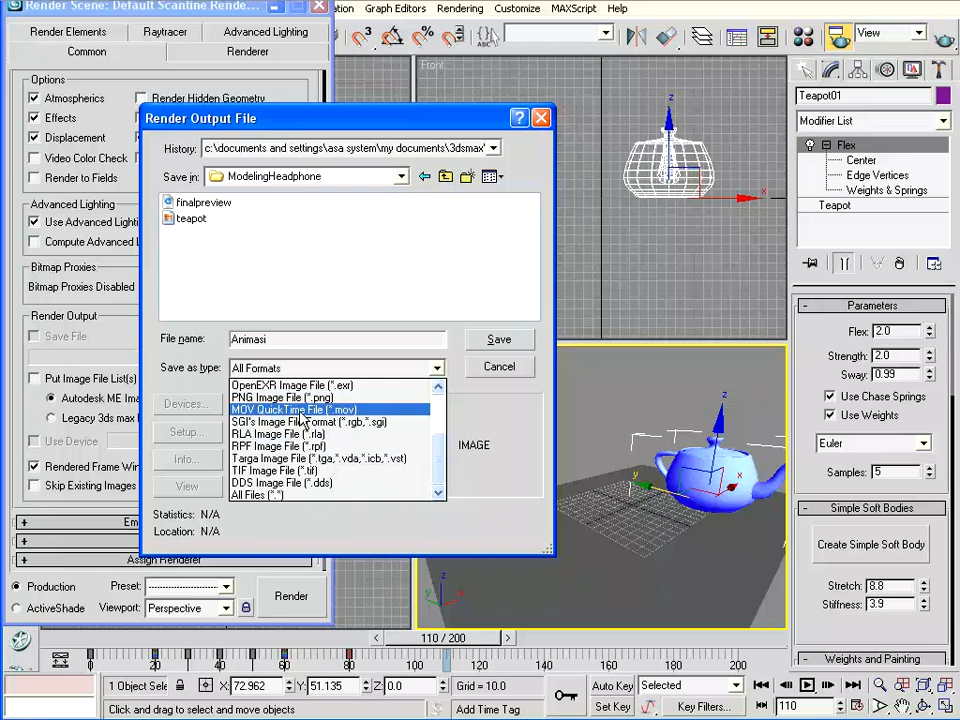 Render Scene: Default Scanline Rende...
Graph Editors
Rendering
Customize
MAXScript
Help
Render Elements
Raytracer
Advanced Lighting
Common
Renderer
View
Options
Atmospherics
Render Hidden Geometry
Effects
Displacement
Video Color Check
Render to Fields
Advanced Lighting
Use Advanced Lighti
Compute Advanced L
Bitmap Proxies
Bitmap Proxies Disabled
Render Output
Save File
Put Image File List(s)
Autodesk ME Ima
Legacy 3ds max I
Use Device
Rendered Frame Win
Skip Existing Images
Em
Assign Renderer
Production
Preset:
ActiveShade
Viewport:
Perspective
Render
Render Output File
History:
c:\documents and settings\asa system\my documents\3dsmax'
Save in:
ModelingHeadphone
finalpreview
teapot
File name:
Animasi
Save
Save as type:
All Formats
Cancel
OpenEXR Image File (*.exr)
PNG Image File (*.png)
MOV QuickTime File (*.mov)
SGI's Image File Format (*.rgb,*.sgi)
RLA Image File (*.rla)
RPF Image File (*.rpf)
Targa Image File (*.tga,*.vda,*.icb,*.vst)
TIF Image File (*.tif)
DDS Image File (*.dds)
All Files (*.*)
Devices...
Setup...
Info...
View
IMAGE
Statistics: N/A
Location: N/A
Front
z
x
z
y
x
z
y
x
Teapot01
Modifier List
Flex
Center
Edge Vertices
Weights & Springs
Teapot
Parameters
Flex: 2.0
Strength: 2.0
Sway: 0.99
Use Chase Springs
Use Weights
Euler
Samples: 5
Simple Soft Bodies
Create Simple Soft Body
Stretch: 8.8
Stiffness: 3.9
Weights and Painting
110 / 200
0 20 40 60 80 100 120 140 160 180 200
1 Object Sele
X: 72.962
Y: 51.135
Z: 0.0
Grid = 10.0
Auto Key
Selected
Click and drag to select and move objects
Add Time Tag
Set Key
Key Filters...
110